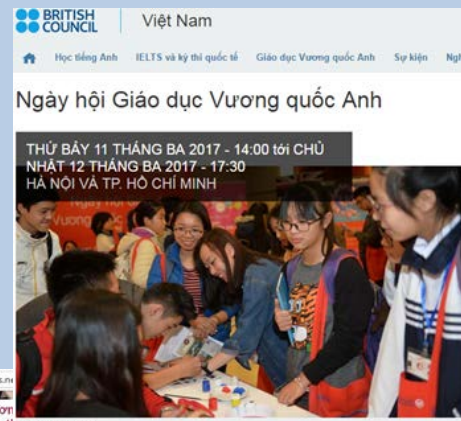 BRITISH
COUNCIL
Việt Nam
Học tiếng Anh IELTS và kỳ thi quốc tế Giáo dục Vương quốc Anh Sự kiện
Ngày hội Giáo dục Vương quốc Anh
THỨ BẢY 11 THÁNG BA 2017 - 14:00 tới CHỦ
NHẬT 12 THÁNG BA 2017 - 17:30
HÀ NỘI VÀ TP. HỒ CHÍ MINH